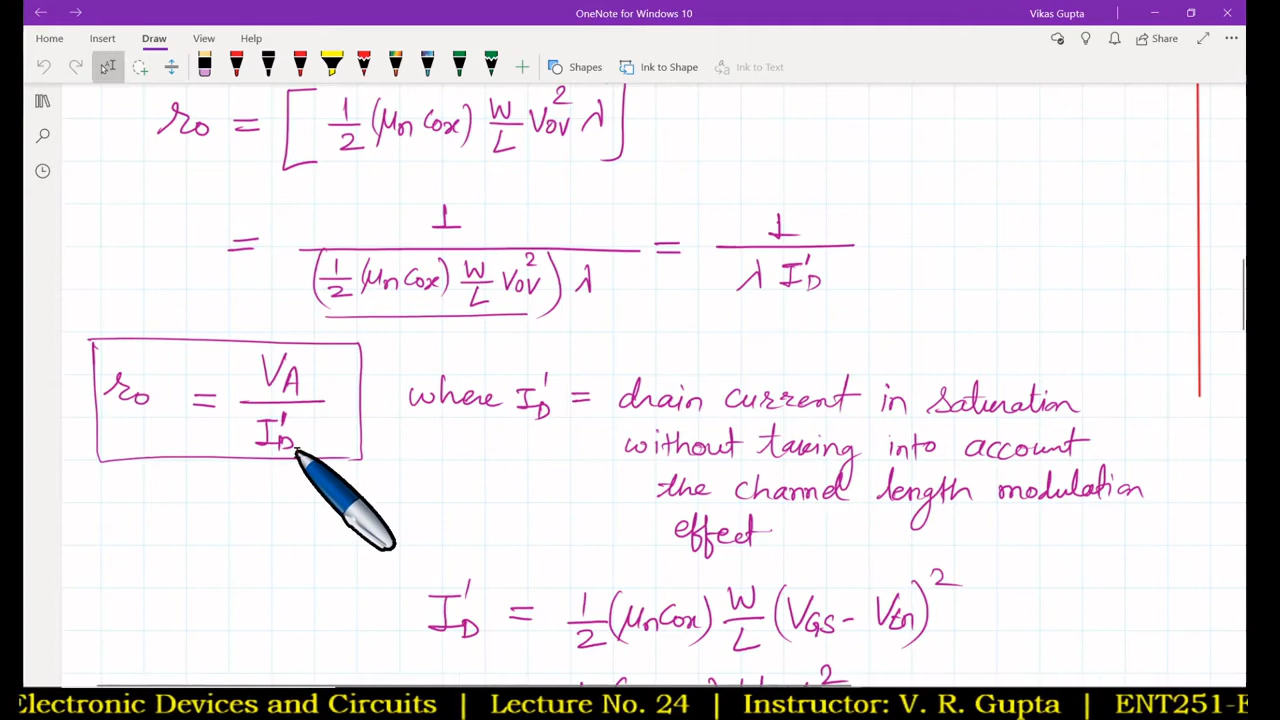 OneNote for Windows 10
Vikas Gupta
Home Insert Draw View Help
Share
Shapes Ink to Shape Ink to Text
r₀ = [ 1/2 (μn Cox) W/L Vov² λ ]
= 1 / ( (1/2 (μn Cox) W/L Vov²) λ ) = 1 / (λ I'D)
r₀ = VA / I'D where I'D = drain current in saturation
without taking into account
the channel length modulation
effect
I'D = 1/2 (μn Cox) W/L (VGS - Vtn)²
Electronic Devices and Circuits | Lecture No. 24 | Instructor: V. R. Gupta | ENT251-E